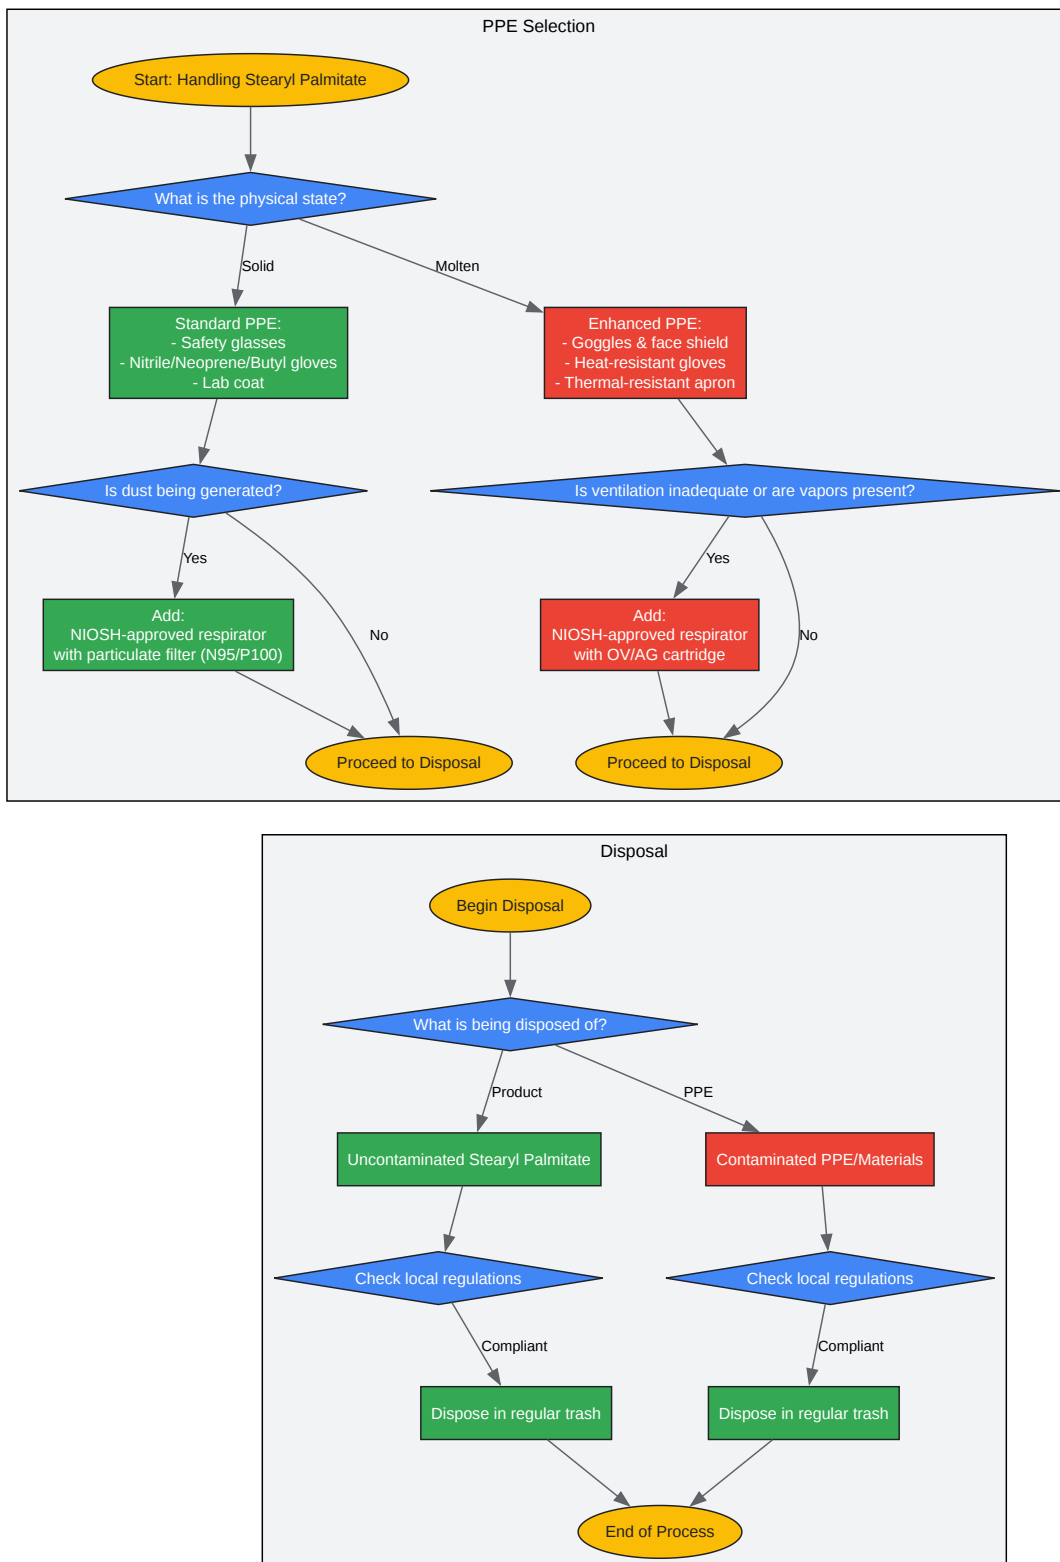 PPE Selection
Start: Handling Stearyl Palmitate
What is the physical state?
Solid
Molten
Standard PPE:
- Safety glasses
- Nitrile/Neoprene/Butyl gloves
- Lab coat
Enhanced PPE:
- Goggles & face shield
- Heat-resistant gloves
- Thermal-resistant apron
Is dust being generated?
Is ventilation inadequate or are vapors present?
Yes
Yes
Add:
NIOSH-approved respirator
with particulate filter (N95/P100)
No
Add:
NIOSH-approved respirator
with OV/AG cartridge
No
Proceed to Disposal
Proceed to Disposal
Disposal
Begin Disposal
What is being disposed of?
Product
PPE
Uncontaminated Stearyl Palmitate
Contaminated PPE/Materials
Check local regulations
Check local regulations
Compliant
Compliant
Dispose in regular trash
Dispose in regular trash
End of Process